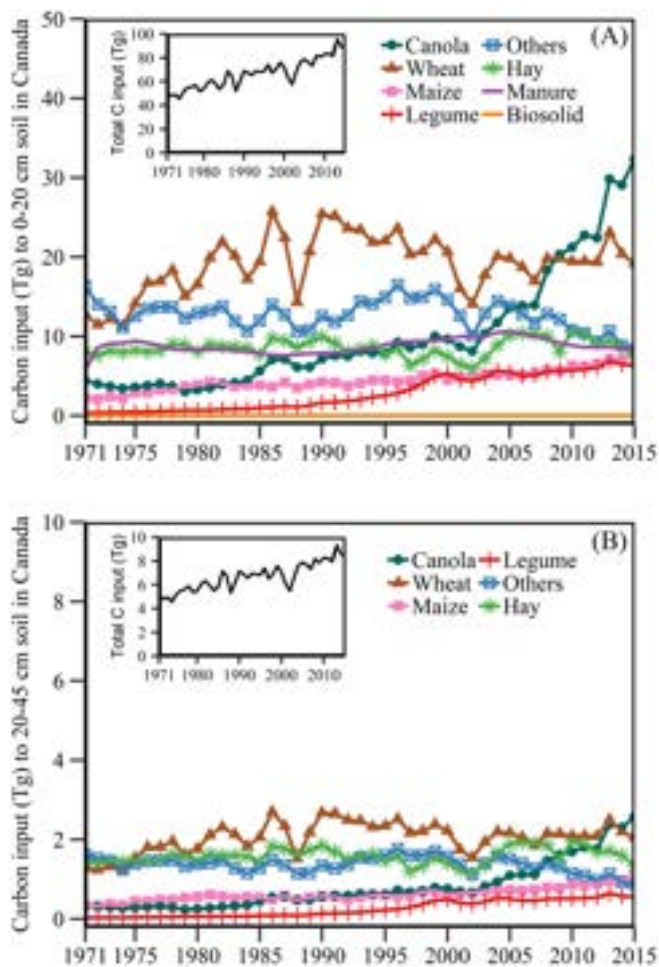 50
40
30
20
10
0
Carbon input (Tg) to 0-20 cm soil in Canada
100
80
60
40
20
0
Total C input (Tg)
1971 1980 1990 2000 2010
(A)
Canola Others
Wheat Hay
Maize Manure
Legume Biosolid
1971 1975 1980 1985 1990 1995 2000 2005 2010 2015
10
8
6
4
2
0
Carbon input (Tg) to 20-45 cm soil in Canada
10
8
6
4
2
0
Total C input (Tg)
1971 1980 1990 2000 2010
(B)
Canola Legume
Wheat Others
Maize Hay
1971 1975 1980 1985 1990 1995 2000 2005 2010 2015